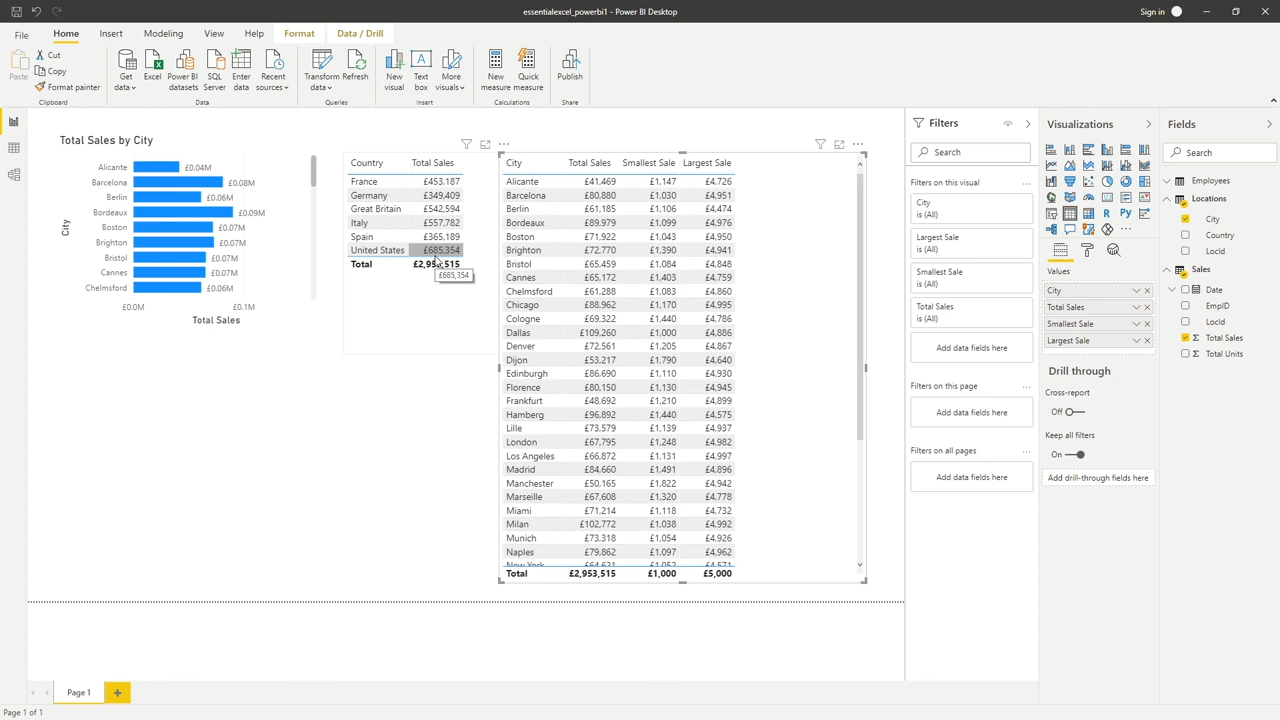 essentialexcel_powerbi1 - Power BI Desktop
Sign in
File Home Insert Modeling View Help Format Data / Drill
Paste
Cut
Copy
Format painter
Clipboard
Get data
Excel
Power BI datasets
SQL Server
Enter data
Recent sources
Data
Transform data
Refresh
Queries
New visual
Text box
More visuals
Insert
New measure
Quick measure
Calculations
Publish
Share
Total Sales by City
City
Alicante £0.04M
Barcelona £0.08M
Berlin £0.06M
Bordeaux £0.09M
Boston £0.07M
Brighton £0.07M
Bristol £0.07M
Cannes £0.07M
Chelmsford £0.06M
£0.0M £0.1M
Total Sales
Country Total Sales
France £453,187
Germany £349,409
Great Britain £542,594
Italy £557,782
Spain £365,189
United States £685,354
Total
£685,354
City Total Sales Smallest Sale Largest Sale
Alicante £41,469 £1,147 £4,726
Barcelona £80,880 £1,030 £4,951
Berlin £61,185 £1,106 £4,474
Bordeaux £89,979 £1,099 £4,976
Boston £71,922 £1,043 £4,950
Brighton £72,770 £1,390 £4,941
Bristol £65,459 £1,084 £4,848
Cannes £65,172 £1,403 £4,759
Chelmsford £61,288 £1,083 £4,860
Chicago £88,962 £1,170 £4,995
Cologne £69,322 £1,440 £4,786
Dallas £109,260 £1,000 £4,886
Denver £72,561 £1,205 £4,867
Dijon £53,217 £1,790 £4,640
Edinburgh £86,690 £1,110 £4,930
Florence £80,150 £1,130 £4,945
Frankfurt £48,692 £1,210 £4,899
Hamberg £96,892 £1,440 £4,575
Lille £73,579 £1,139 £4,937
London £67,795 £1,248 £4,982
Los Angeles £66,872 £1,131 £4,997
Madrid £84,660 £1,491 £4,896
Manchester £50,165 £1,822 £4,942
Marseille £67,608 £1,320 £4,778
Miami £71,214 £1,118 £4,732
Milan £102,772 £1,038 £4,992
Munich £73,318 £1,054 £4,926
Naples £79,862 £1,097 £4,962
New York £64,621 £1,052 £4,571
Total £2,953,515 £1,000 £5,000
Filters
Search
Filters on this visual
City
is (All)
Largest Sale
is (All)
Smallest Sale
is (All)
Total Sales
is (All)
Add data fields here
Filters on this page
Add data fields here
Filters on all pages
Add data fields here
Visualizations
R
Py
Values
City
Total Sales
Smallest Sale
Largest Sale
Drill through
Cross-report
Off
Keep all filters
On
Add drill-through fields here
Fields
Search
Employees
Locations
City
Country
LocId
Sales
Date
EmpID
LocId
Σ Total Sales
Σ Total Units
Page 1
Page 1 of 1